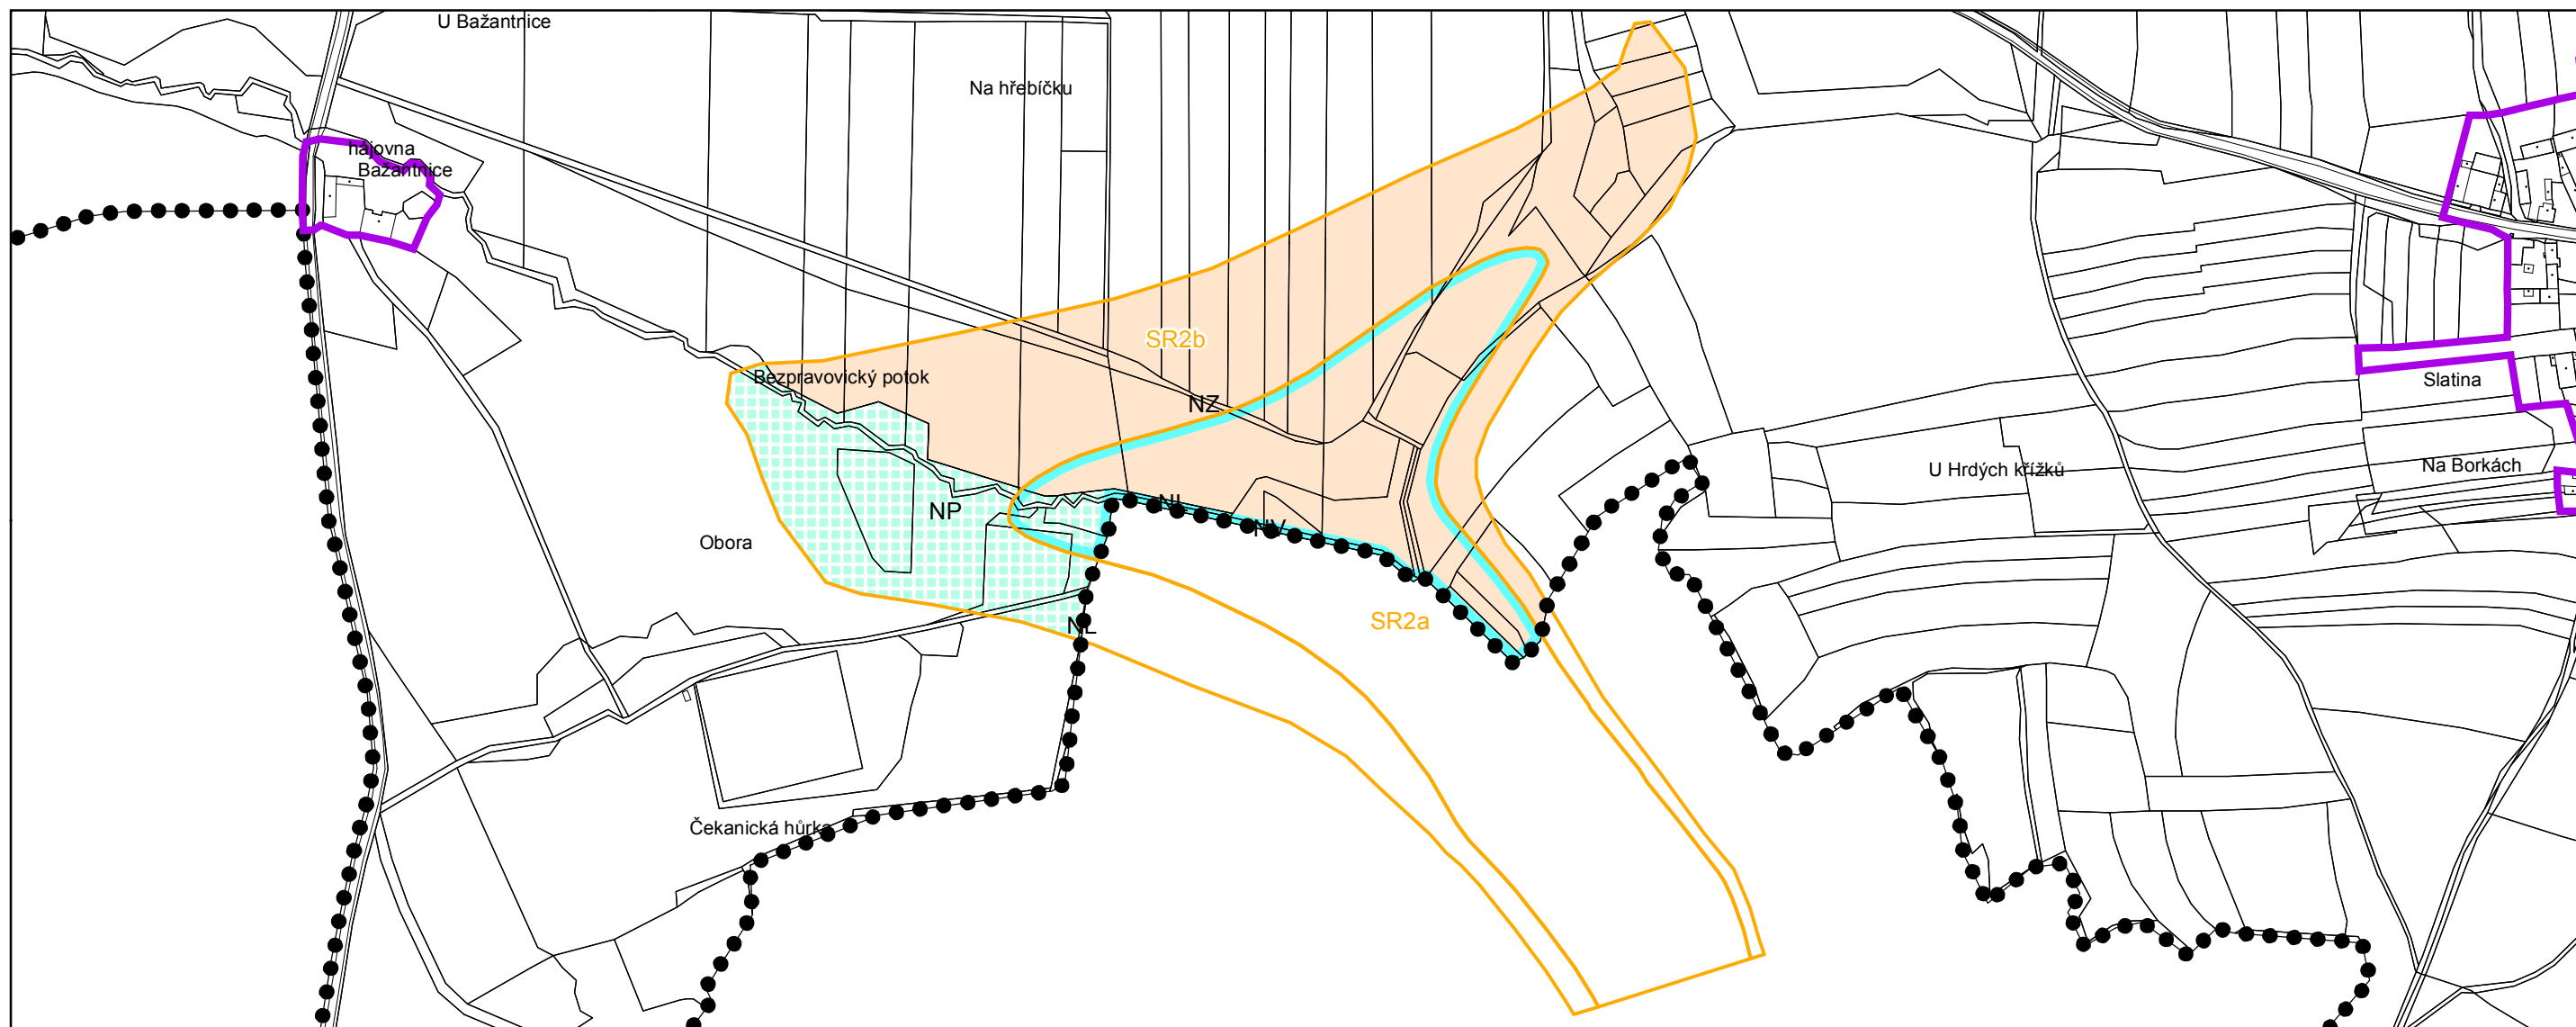 U Bažantnice
Na hřebíčku
hájovna
Bažantnice
SR2b
Bezpravovický potok
Slatina
NZ
Na Borkách
U Hrdých křížků
NL
NP
NV
Obora
SR2a
NL
Čekanická hůrka